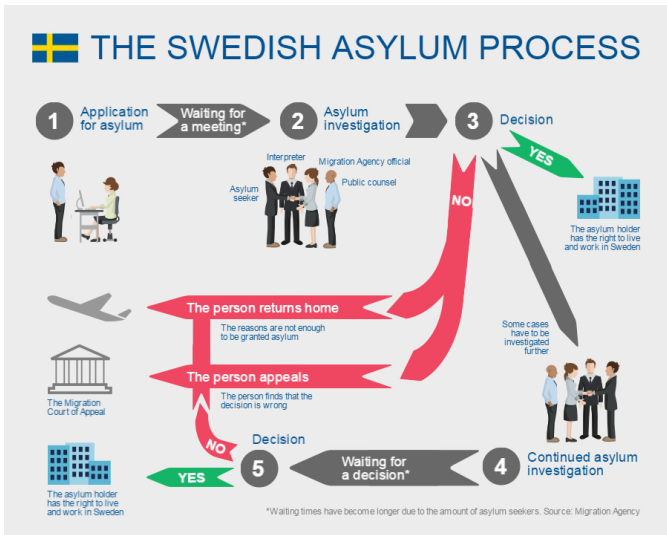 THE SWEDISH ASYLUM PROCESS
1
Application
for asylum
Waiting for
a meeting*
2
Asylum
investigation
3
Decision
YES
NO
Interpreter
Migration Agency official
Asylum
seeker
Public counsel
The asylum holder
has the right to live
and work in Sweden
The person returns home
The reasons are not enough
to be granted asylum
Some cases
have to be
investigated
further
The person appeals
The person finds that the
decision is wrong
The Migration
Court of Appeal
NO
Decision
5
YES
Waiting for
a decision*
4
Continued asylum
investigation
The asylum holder
has the right to live
and work in Sweden
*Waiting times have become longer due to the amount of asylum seekers. Source: Migration Agency